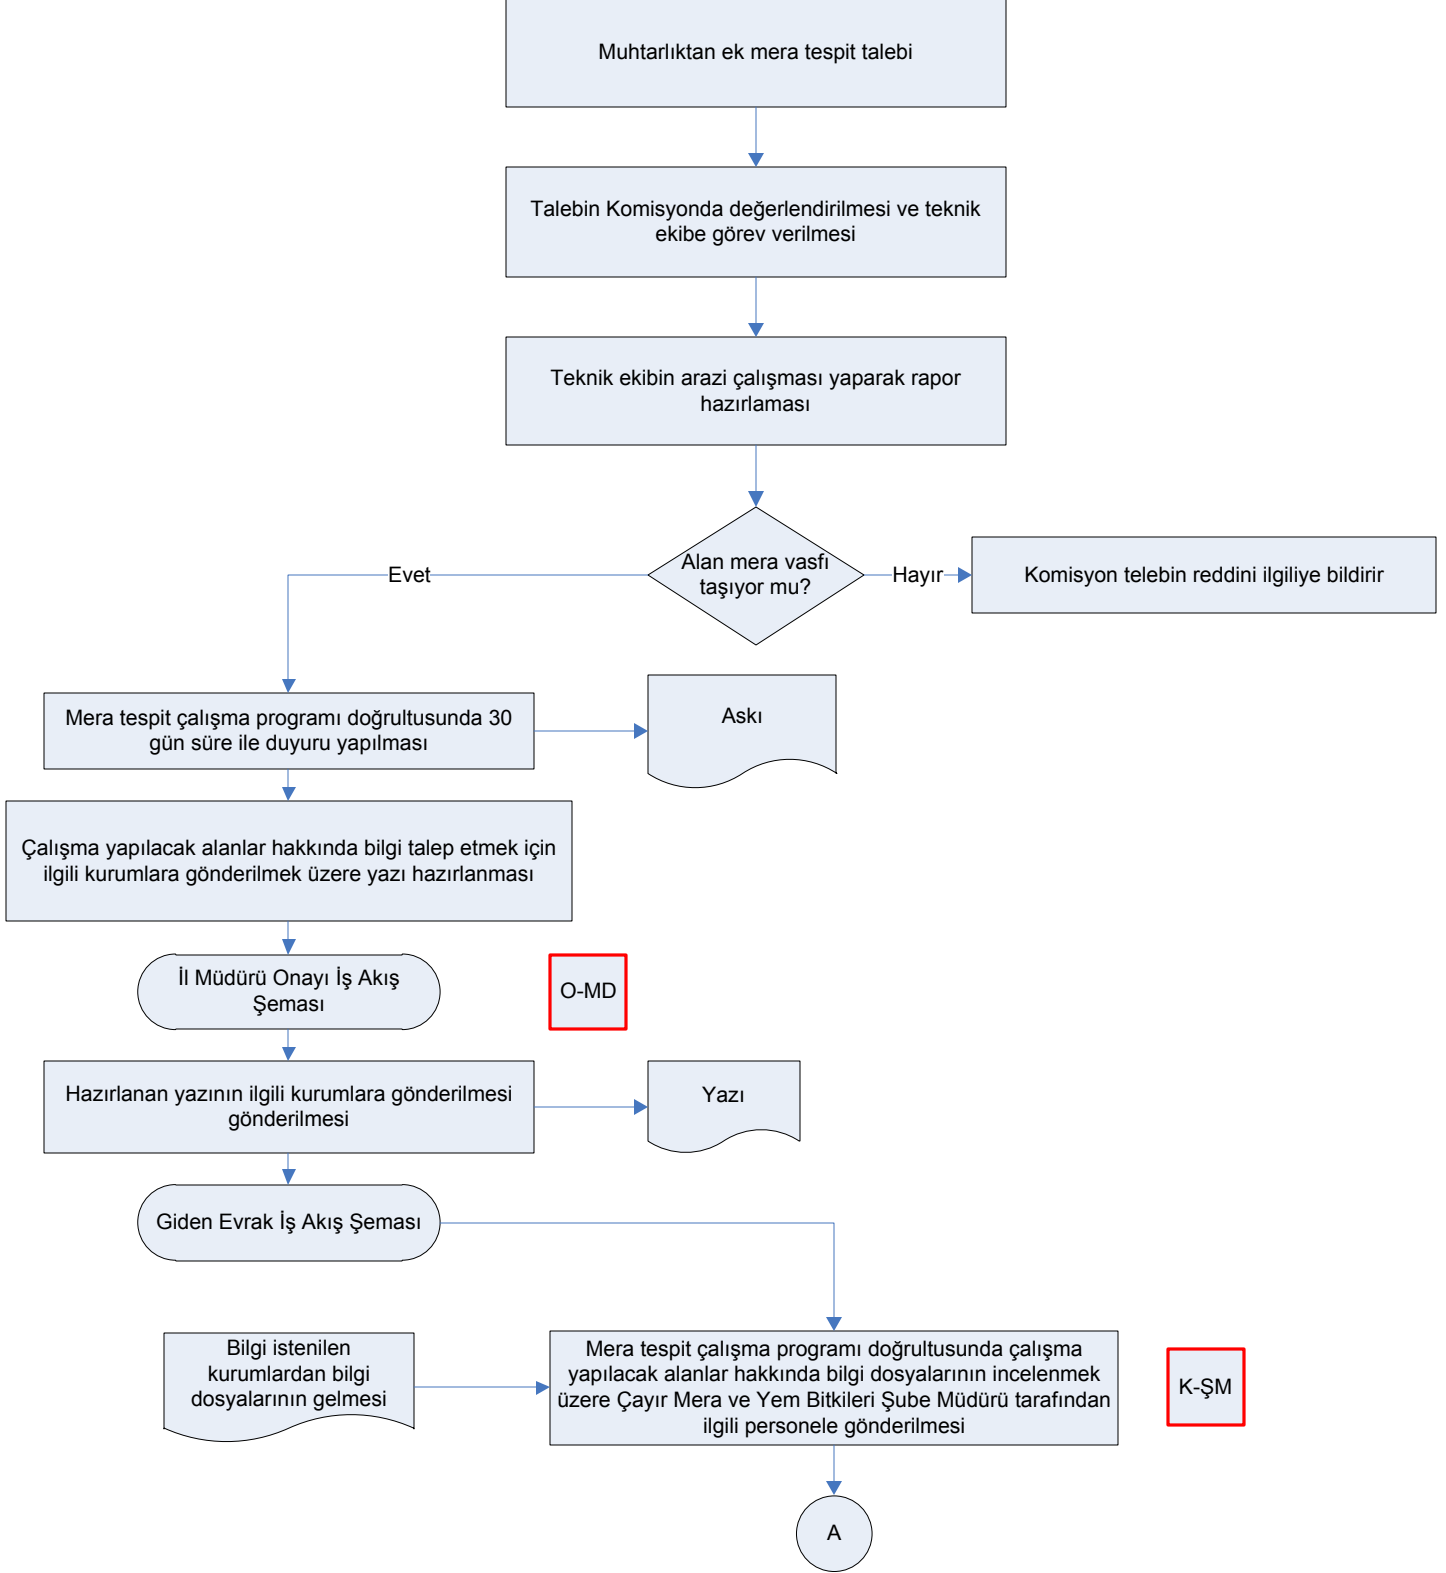 Muhtarlıktan ek mera tespit talebi
Talebin Komisyonda değerlendirilmesi ve teknik
ekibe görev verilmesi
Teknik ekibin arazi çalışması yaparak rapor
hazırlaması
Alan mera vasfı
taşıyor mu?
Evet
Hayır
Komisyon telebin reddini ilgiliye bildirir
Mera tespit çalışma programı doğrultusunda 30
gün süre ile duyuru yapılması
Askı
Çalışma yapılacak alanlar hakkında bilgi talep etmek için
ilgili kurumlara gönderilmek üzere yazı hazırlanması
İl Müdürü Onayı İş Akış
Şeması
O-MD
Hazırlanan yazının ilgili kurumlara gönderilmesi
gönderilmesi
Yazı
Giden Evrak İş Akış Şeması
Bilgi istenilen
kurumlardan bilgi
dosyalarının gelmesi
Mera tespit çalışma programı doğrultusunda çalışma
yapılacak alanlar hakkında bilgi dosyalarının incelenmek
üzere Çayır Mera ve Yem Bitkileri Şube Müdürü tarafından
ilgili personele gönderilmesi
K-ŞM
A